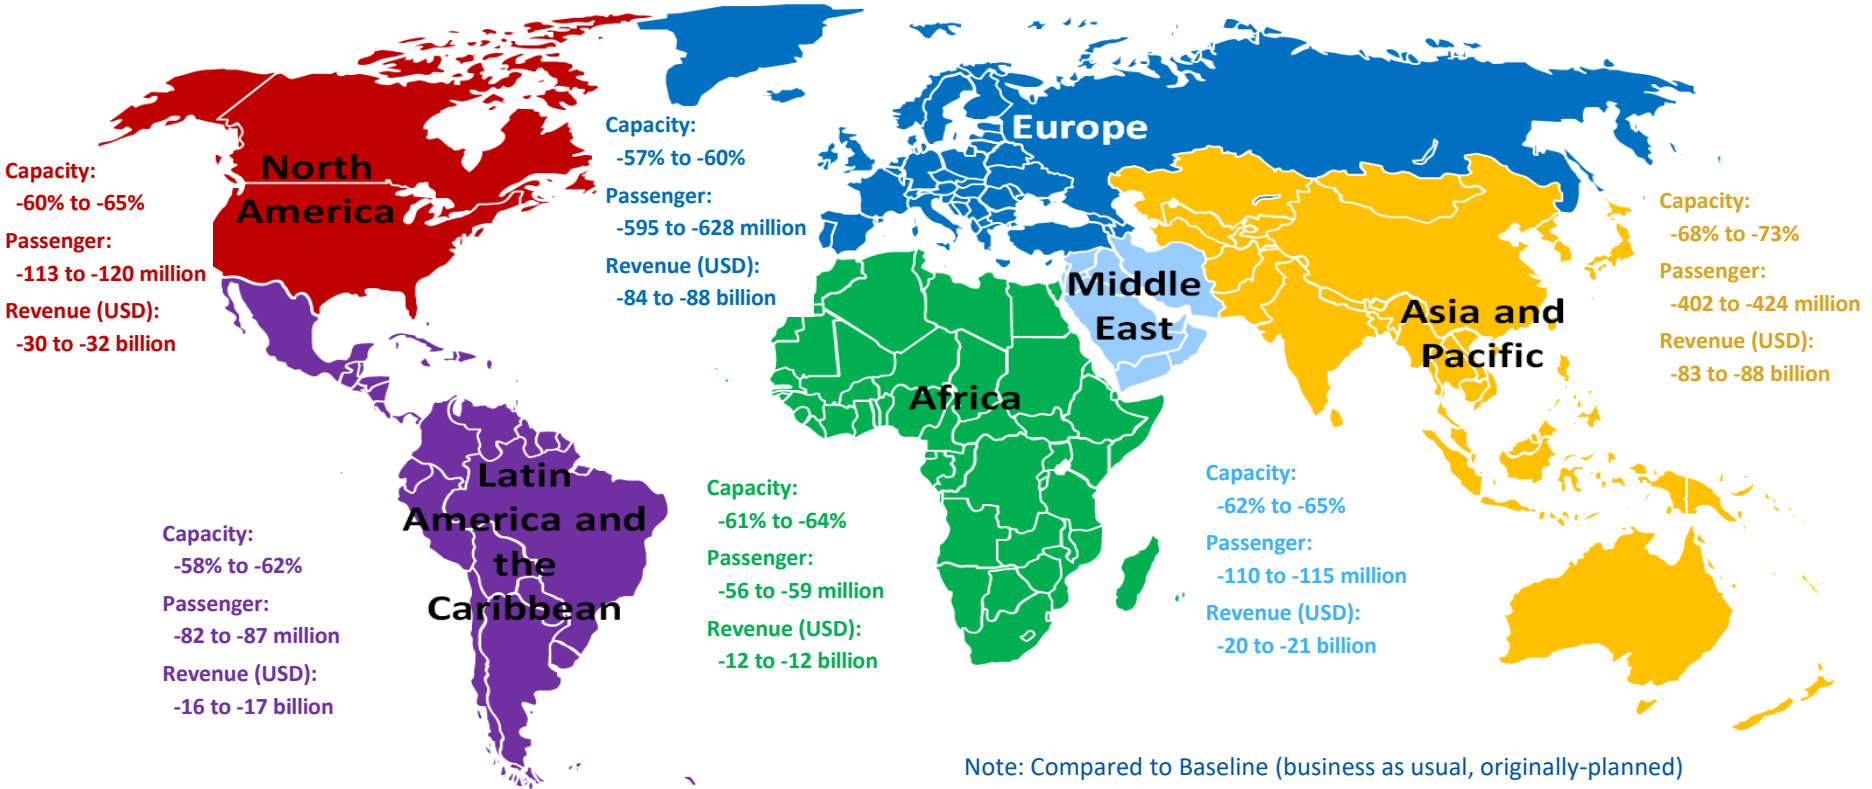 North
America
Capacity:
-60% to -65%
Passenger:
-113 to -120 million
Revenue (USD):
-30 to -32 billion
Capacity:
-57% to -60%
Passenger:
-595 to -628 million
Revenue (USD):
-84 to -88 billion
Europe
Middle
East
Asia and
Pacific
Capacity:
-68% to -73%
Passenger:
-402 to -424 million
Revenue (USD):
-83 to -88 billion
Africa
Latin
America and
the
Caribbean
Capacity:
-58% to -62%
Passenger:
-82 to -87 million
Revenue (USD):
-16 to -17 billion
Capacity:
-61% to -64%
Passenger:
-56 to -59 million
Revenue (USD):
-12 to -12 billion
Capacity:
-62% to -65%
Passenger:
-110 to -115 million
Revenue (USD):
-20 to -21 billion
Note: Compared to Baseline (business as usual, originally-planned)